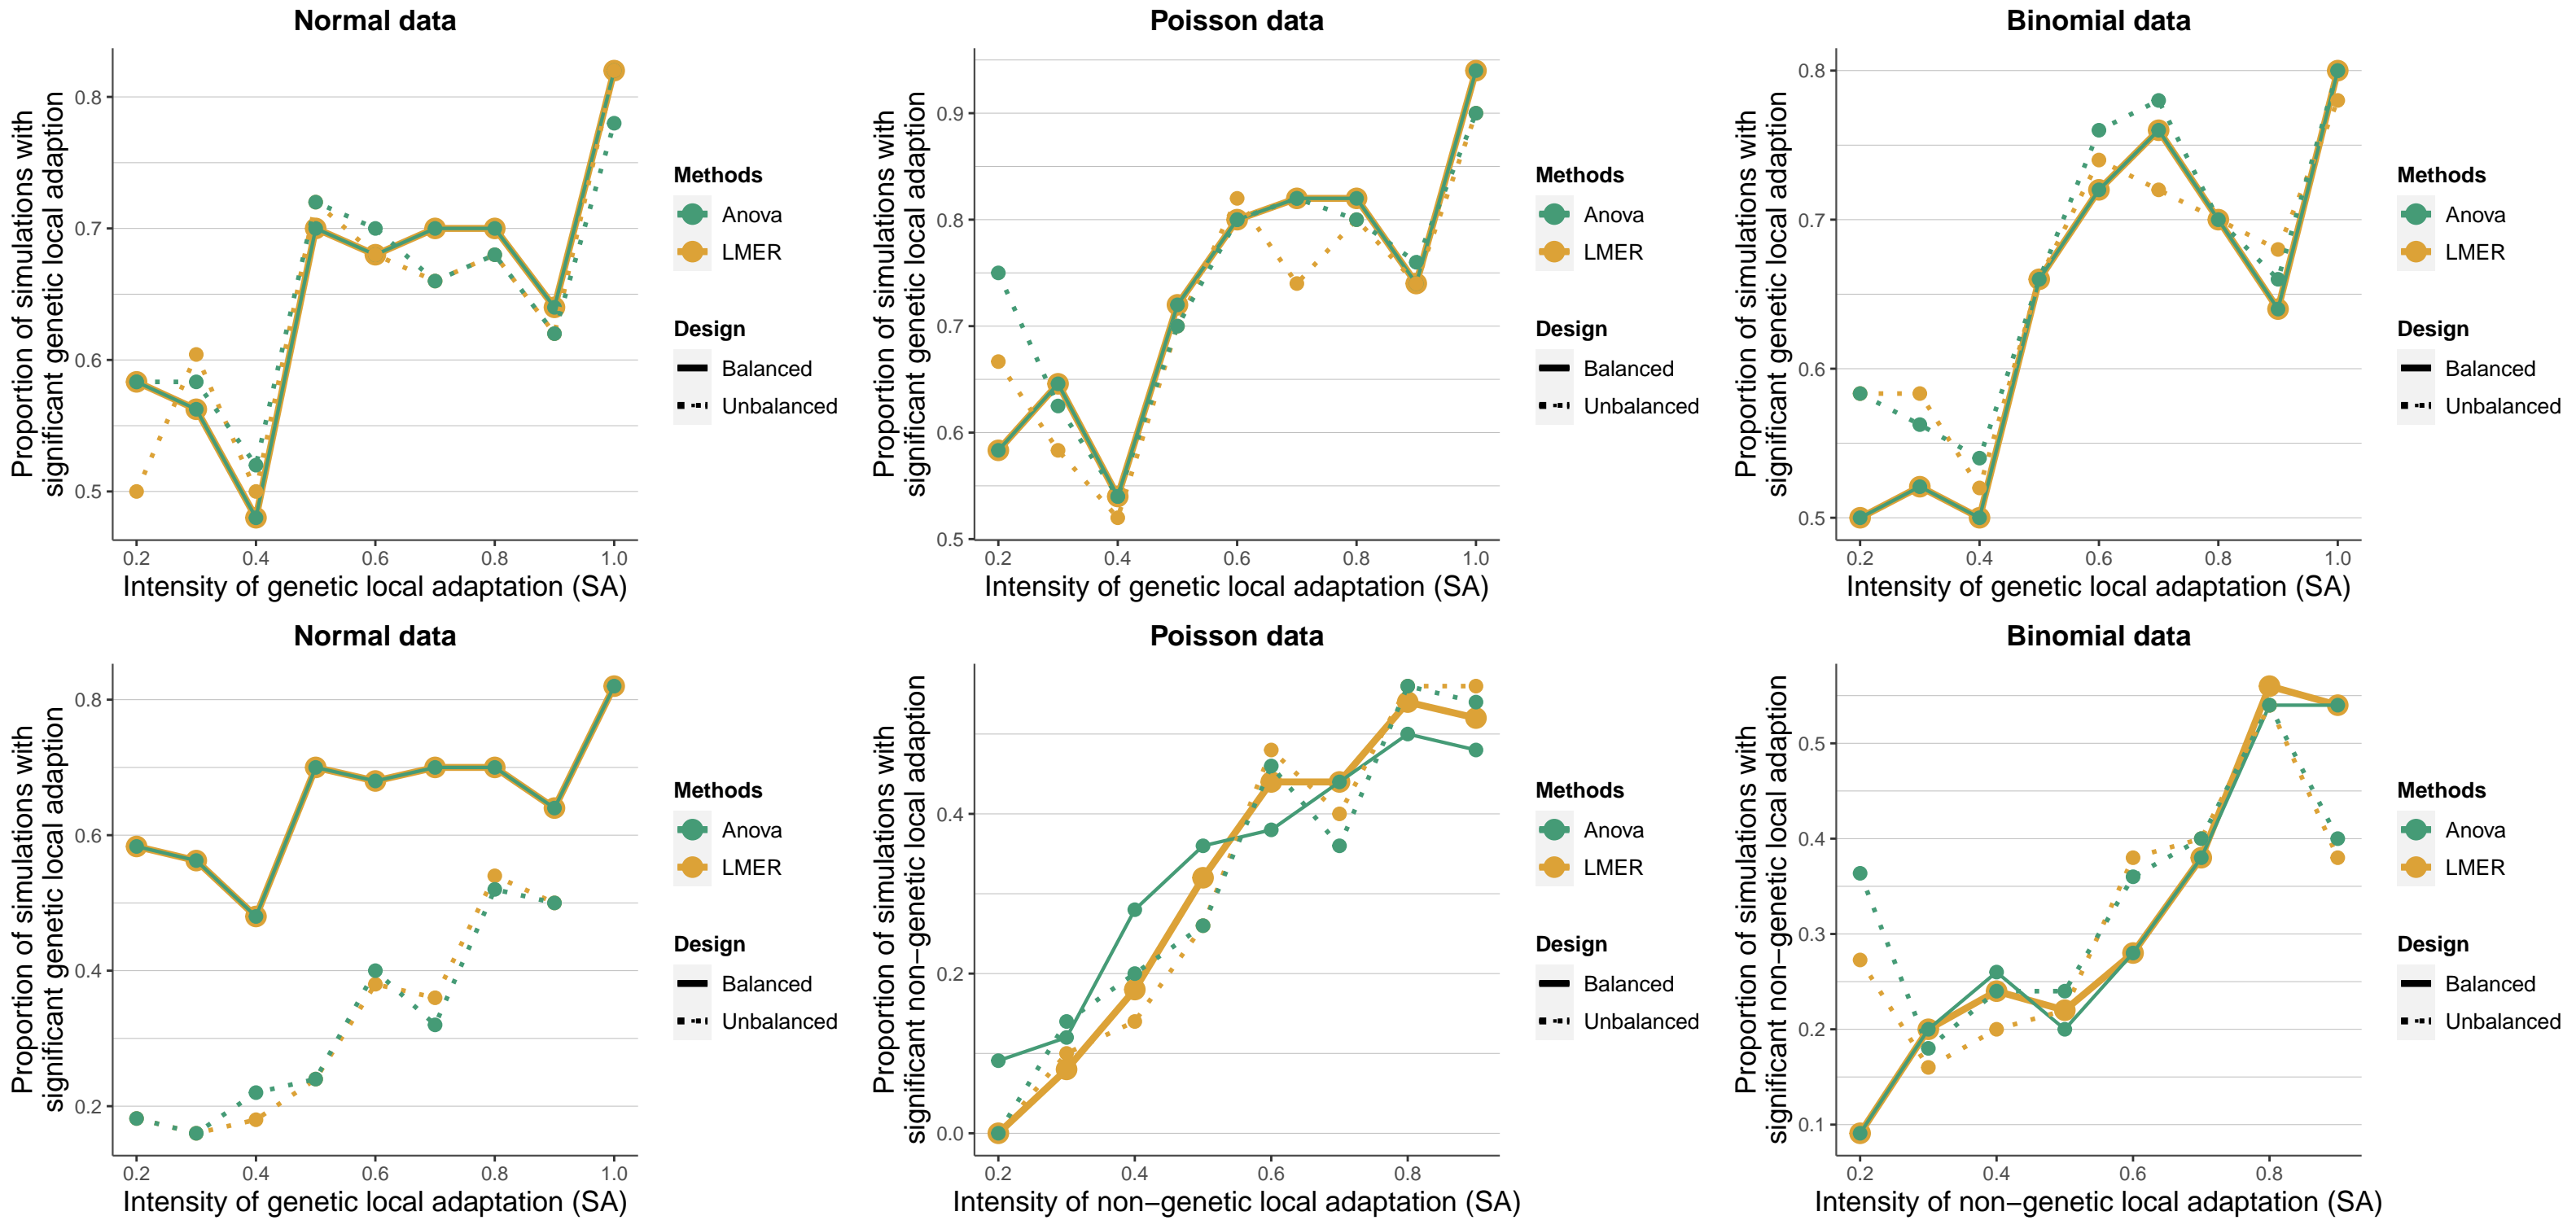 Normal data
Proportion of simulations with
significant genetic local adaption
0.8
0.7
0.6
0.5
0.2
0.4
0.6
0.8
1.0
Intensity of genetic local adaptation (SA)
Methods
Anova
LMER
Design
Balanced
Unbalanced
Poisson data
Proportion of simulations with
significant genetic local adaption
0.9
0.8
0.7
0.6
0.5
0.2
0.4
0.6
0.8
1.0
Intensity of genetic local adaptation (SA)
Methods
Anova
LMER
Design
Balanced
Unbalanced
Binomial data
Proportion of simulations with
significant genetic local adaption
0.8
0.7
0.6
0.5
0.2
0.4
0.6
0.8
1.0
Intensity of genetic local adaptation (SA)
Methods
Anova
LMER
Design
Balanced
Unbalanced
Normal data
Proportion of simulations with
significant genetic local adaption
0.8
0.6
0.4
0.2
0.2
0.4
0.6
0.8
1.0
Intensity of genetic local adaptation (SA)
Methods
Anova
LMER
Design
Balanced
Unbalanced
Poisson data
Proportion of simulations with
significant non−genetic local adaption
0.4
0.2
0.0
0.2
0.4
0.6
0.8
Intensity of non−genetic local adaptation (SA)
Methods
Anova
LMER
Design
Balanced
Unbalanced
Binomial data
Proportion of simulations with
significant non−genetic local adaption
0.5
0.4
0.3
0.2
0.1
0.2
0.4
0.6
0.8
Intensity of non−genetic local adaptation (SA)
Methods
Anova
LMER
Design
Balanced
Unbalanced